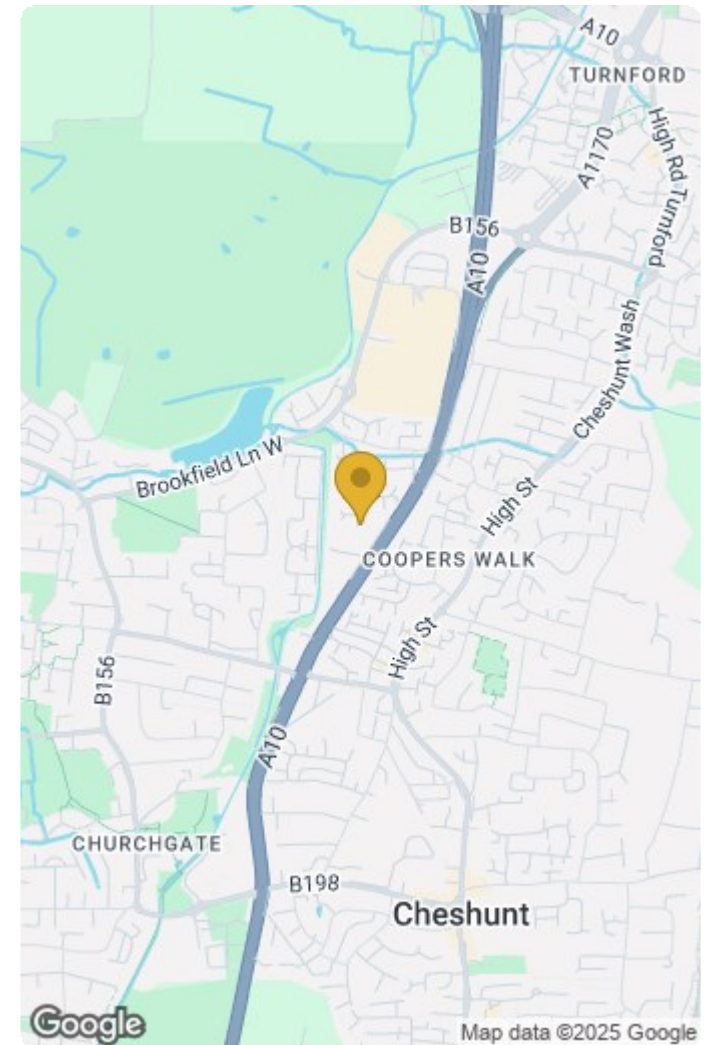 A10
TURNFORD
High Rd Turnford
A1170
B156
A10
Cheshunt Wash
Brookfield Ln W
High St
COOPERS WALK
High St
B156
A10
CHURCHGATE
B198
Cheshunt
Google
Map data ©2025 Google